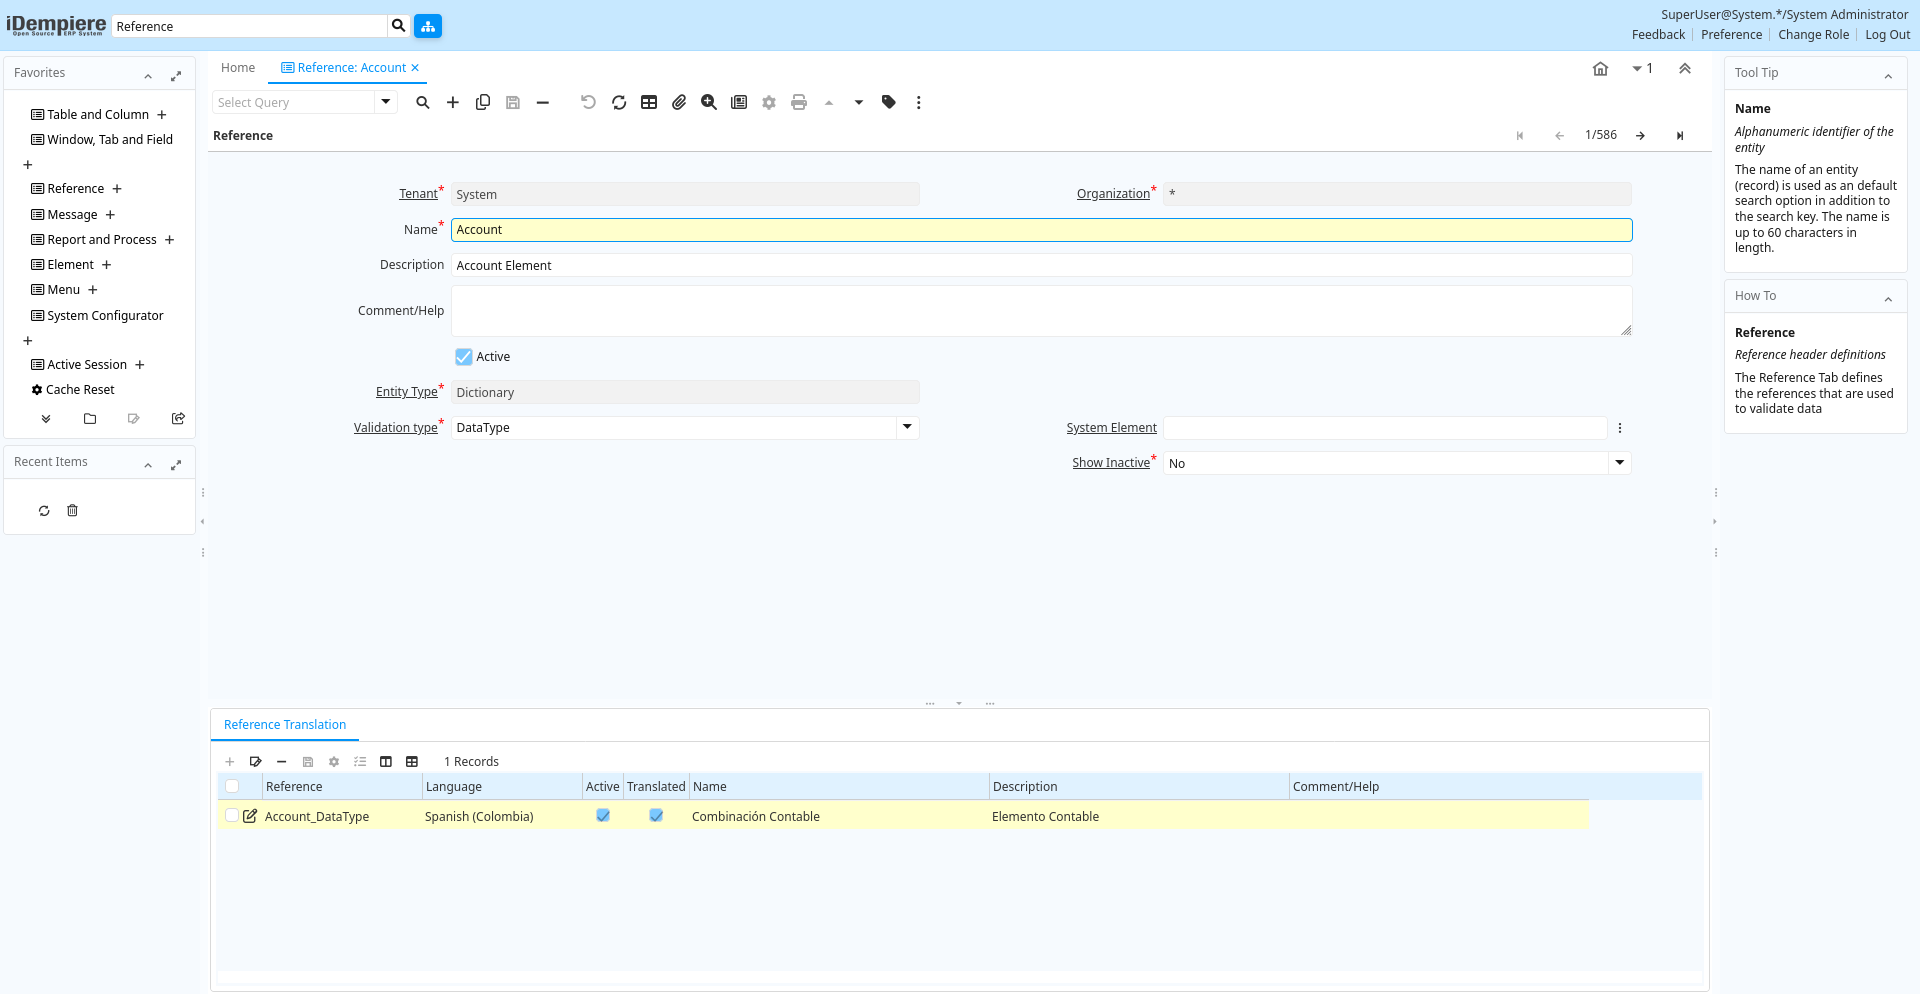 iDempiere
Open Source ERP System
Reference
SuperUser@System.*/System Administrator
Feedback
Preference
Change Role
Log Out
Favorites
Table and Column
Window, Tab and Field
Reference
Message
Report and Process
Element
Menu
System Configurator
Active Session
Cache Reset
Recent Items
Home
Reference: Account
1
Select Query
Reference
1/586
Tenant* System
Organization* *
Name* Account
Description Account Element
Comment/Help
Active
Entity Type* Dictionary
Validation type* DataType
System Element
Show Inactive* No
Reference Translation
1 Records
Reference Language Active Translated Name Description Comment/Help
Account_DataType Spanish (Colombia) Combinación Contable Elemento Contable
Tool Tip
Name
Alphanumeric identifier of the
entity
The name of an entity
(record) is used as an default
search option in addition to
the search key. The name is
up to 60 characters in
length.
How To
Reference
Reference header definitions
The Reference Tab defines
the references that are used
to validate data